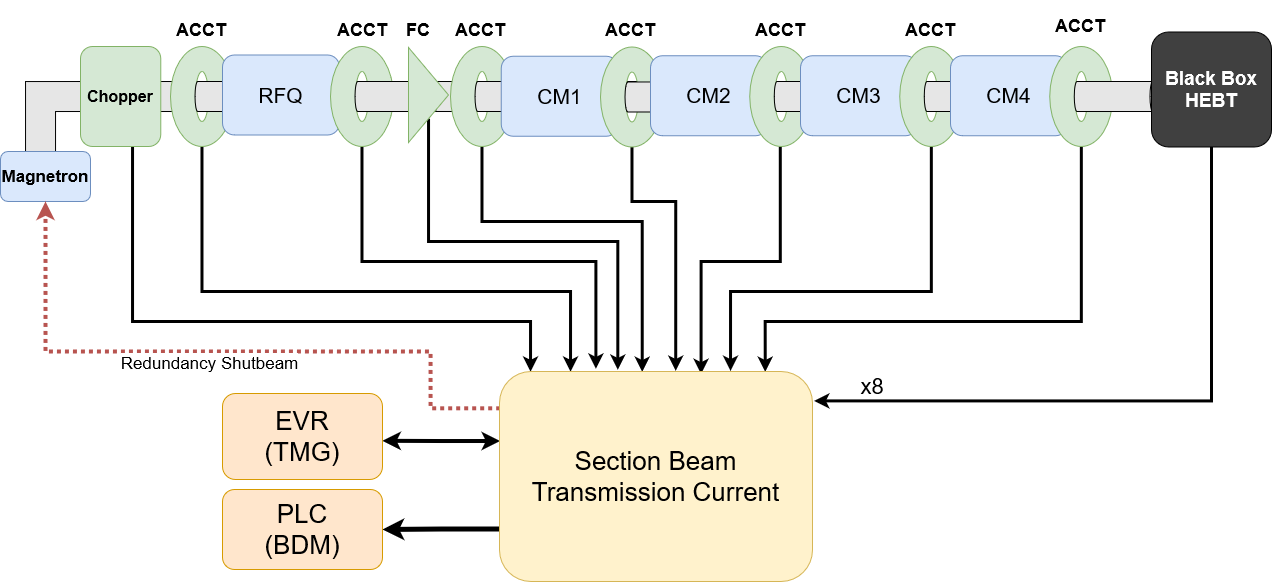 ACCT
ACCT
FC
ACCT
ACCT
ACCT
ACCT
ACCT
Chopper
RFQ
CM1
CM2
CM3
CM4
Black Box
HEBT
Magnetron
Redundancy Shutbeam
x8
EVR
(TMG)
Section Beam
Transmission Current
PLC
(BDM)